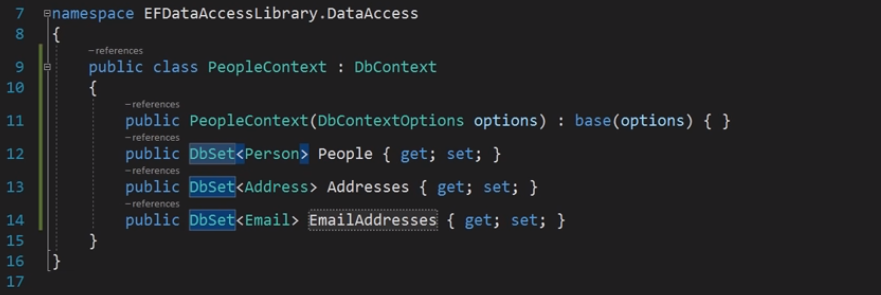 7 namespace EFDataAccessLibrary.DataAccess
8 {
– references
9 public class PeopleContext : DbContext
10 {
– references
11 public PeopleContext(DbContextOptions options) : base(options) { }
– references
12 public DbSet<Person> People { get; set; }
– references
13 public DbSet<Address> Addresses { get; set; }
– references
14 public DbSet<Email> EmailAddresses { get; set; }
15 }
16 }
17